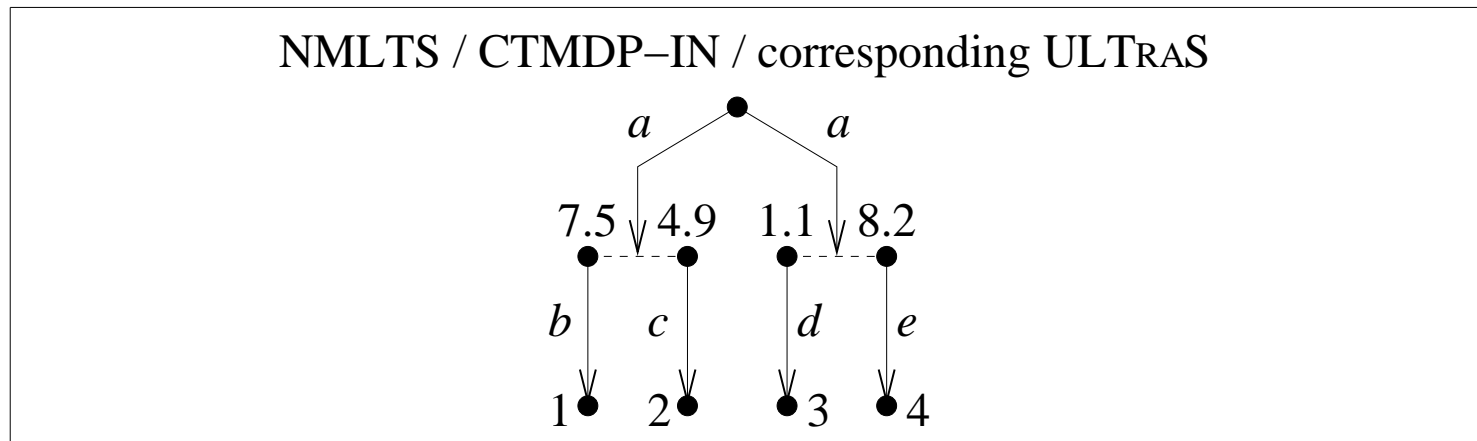 NMLTS / CTMDP–IN / corresponding ULTRAS
a a
7.5 4.9 1.1 8.2
b c d e
1 2 3 4